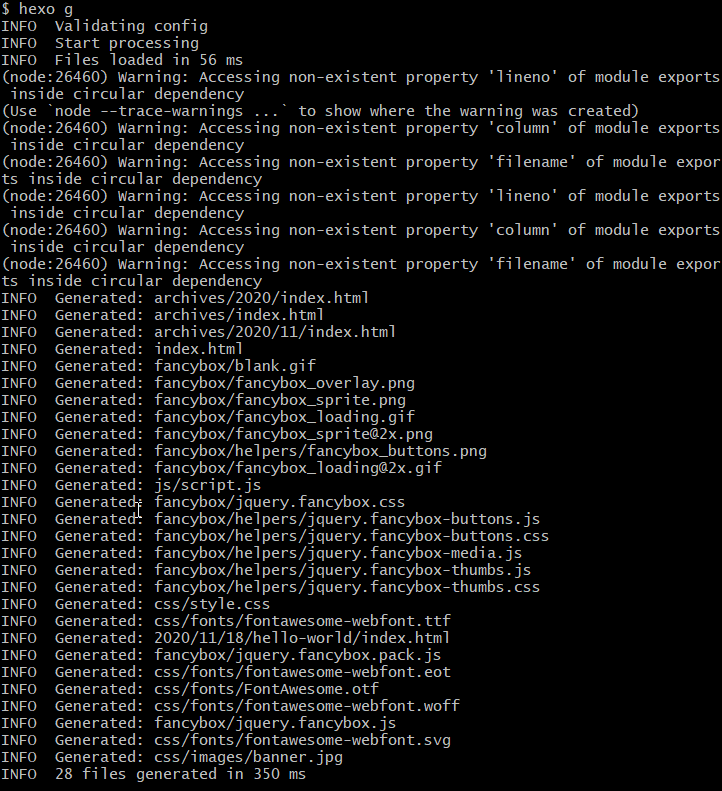 $ hexo g
INFO  Validating config
INFO  Start processing
INFO  Files loaded in 56 ms
(node:26460) Warning: Accessing non-existent property 'lineno' of module exports
 inside circular dependency
(Use `node --trace-warnings ...` to show where the warning was created)
(node:26460) Warning: Accessing non-existent property 'column' of module exports
 inside circular dependency
(node:26460) Warning: Accessing non-existent property 'filename' of module expor
ts inside circular dependency
(node:26460) Warning: Accessing non-existent property 'lineno' of module exports
 inside circular dependency
(node:26460) Warning: Accessing non-existent property 'column' of module exports
 inside circular dependency
(node:26460) Warning: Accessing non-existent property 'filename' of module expor
ts inside circular dependency
INFO  Generated: archives/2020/index.html
INFO  Generated: archives/index.html
INFO  Generated: archives/2020/11/index.html
INFO  Generated: index.html
INFO  Generated: fancybox/blank.gif
INFO  Generated: fancybox/fancybox_overlay.png
INFO  Generated: fancybox/fancybox_sprite.png
INFO  Generated: fancybox/fancybox_loading.gif
INFO  Generated: fancybox/fancybox_sprite@2x.png
INFO  Generated: fancybox/helpers/fancybox_buttons.png
INFO  Generated: fancybox/fancybox_loading@2x.gif
INFO  Generated: js/script.js
INFO  Generated: fancybox/jquery.fancybox.css
INFO  Generated: fancybox/helpers/jquery.fancybox-buttons.js
INFO  Generated: fancybox/helpers/jquery.fancybox-buttons.css
INFO  Generated: fancybox/helpers/jquery.fancybox-media.js
INFO  Generated: fancybox/helpers/jquery.fancybox-thumbs.js
INFO  Generated: fancybox/helpers/jquery.fancybox-thumbs.css
INFO  Generated: css/style.css
INFO  Generated: css/fonts/fontawesome-webfont.ttf
INFO  Generated: 2020/11/18/hello-world/index.html
INFO  Generated: fancybox/jquery.fancybox.pack.js
INFO  Generated: css/fonts/fontawesome-webfont.eot
INFO  Generated: css/fonts/FontAwesome.otf
INFO  Generated: css/fonts/fontawesome-webfont.woff
INFO  Generated: fancybox/jquery.fancybox.js
INFO  Generated: css/fonts/fontawesome-webfont.svg
INFO  Generated: css/images/banner.jpg
INFO  28 files generated in 350 ms